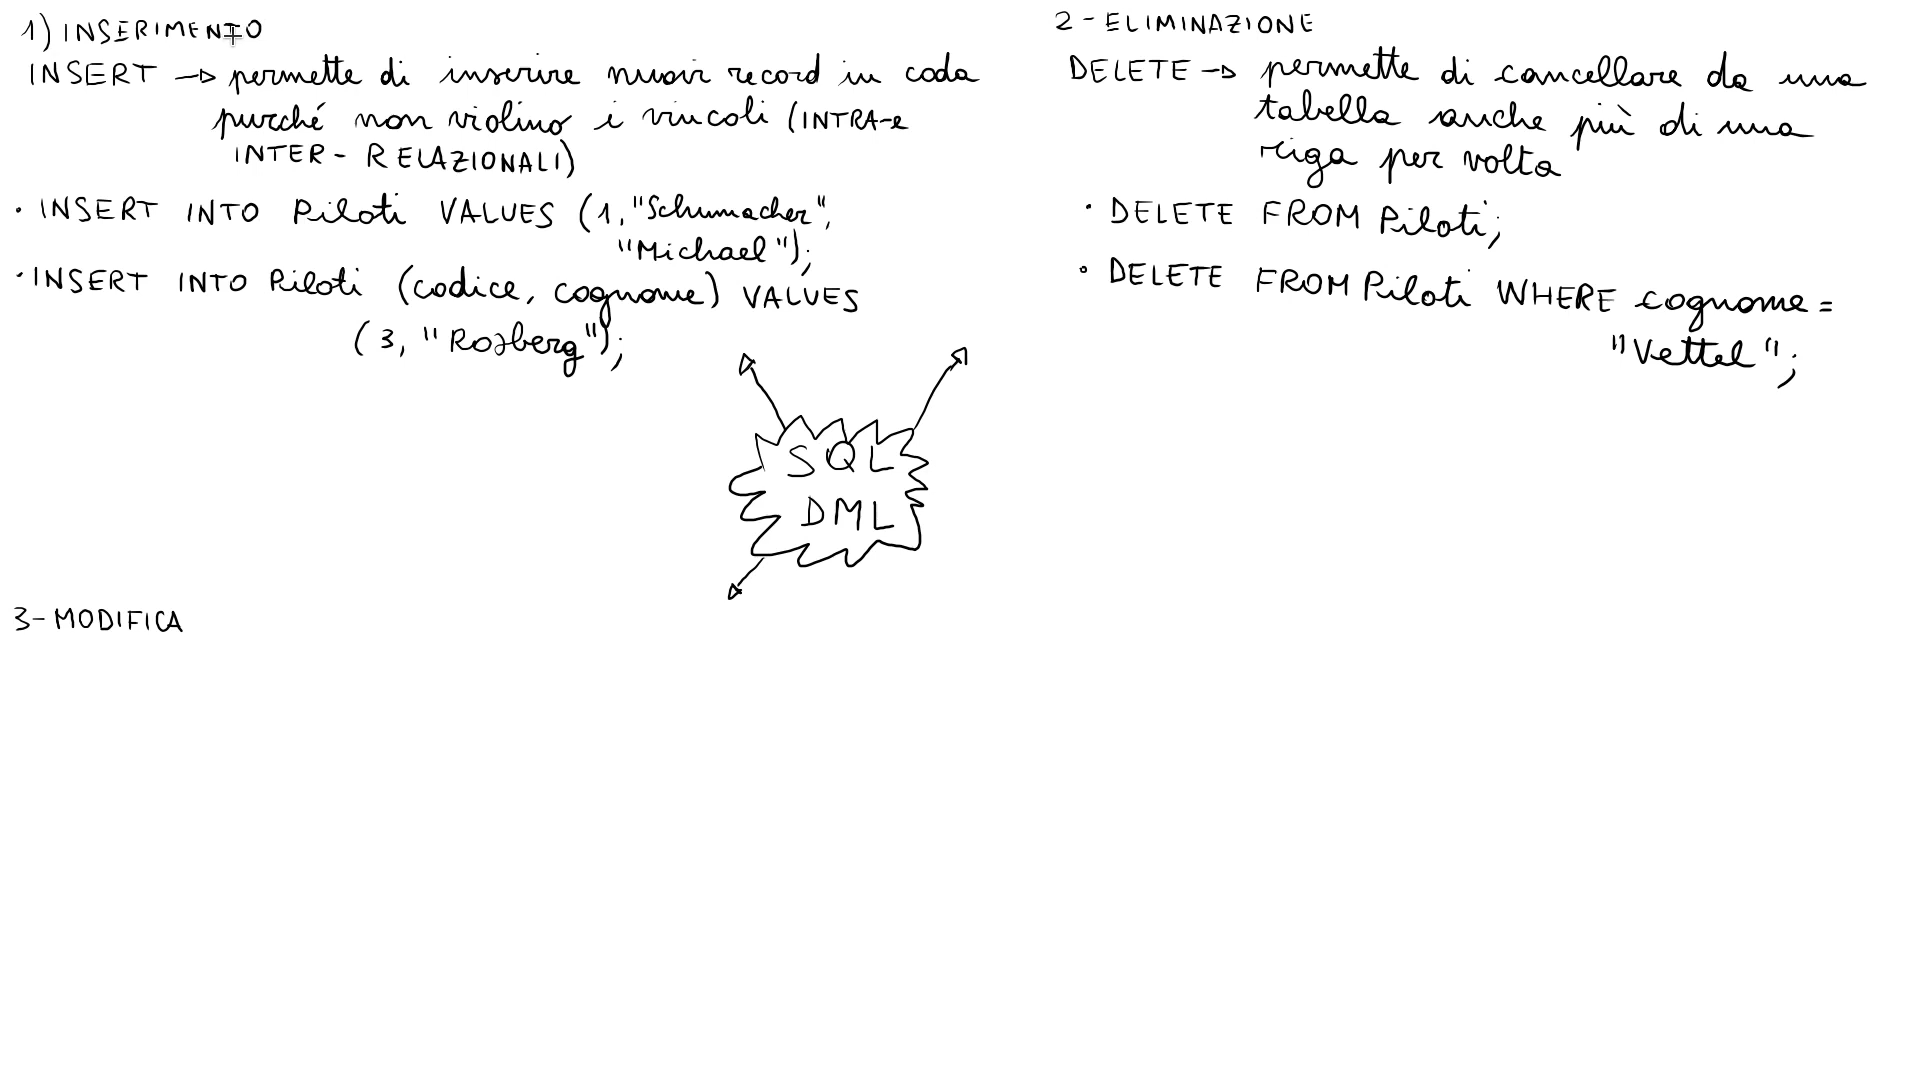 1) INSERIMENTO
INSERT → permette di inserire nuovi record in coda
purché non violino i vincoli (INTRA-e
INTER-RELAZIONALI)
• INSERT INTO Piloti VALUES (1,"Schumacher",
"Michael");
• INSERT INTO Piloti (codice, cognome) VALUES
(3, "Rosberg");
2-ELIMINAZIONE
DELETE → permette di cancellare da una
tabella anche più di una
riga per volta
• DELETE FROM Piloti;
• DELETE FROM Piloti WHERE cognome=
"Vettel";
SQL
DML
3-MODIFICA